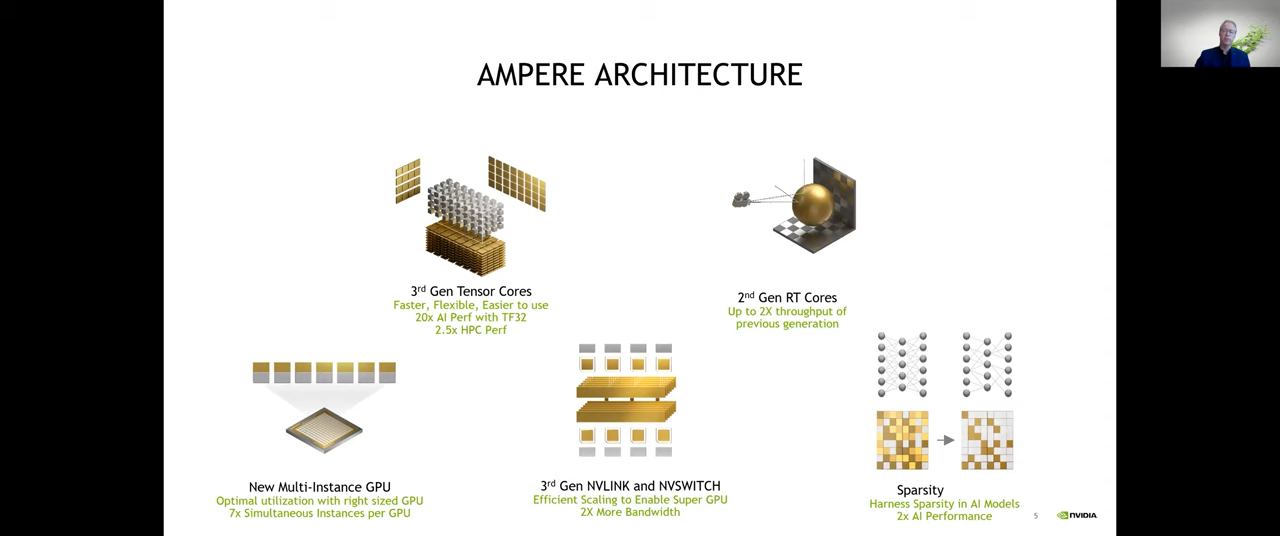 AMPERE ARCHITECTURE
3rd Gen Tensor Cores
Faster, Flexible, Easier to use
20x AI Perf with TF32
2.5x HPC Perf
2nd Gen RT Cores
Up to 2X throughput of
previous generation
New Multi-Instance GPU
Optimal utilization with right sized GPU
7x Simultaneous Instances per GPU
3rd Gen NVLINK and NVSWITCH
Efficient Scaling to Enable Super GPU
2X More Bandwidth
Sparsity
Harness Sparsity in AI Models
2x AI Performance
5
NVIDIA